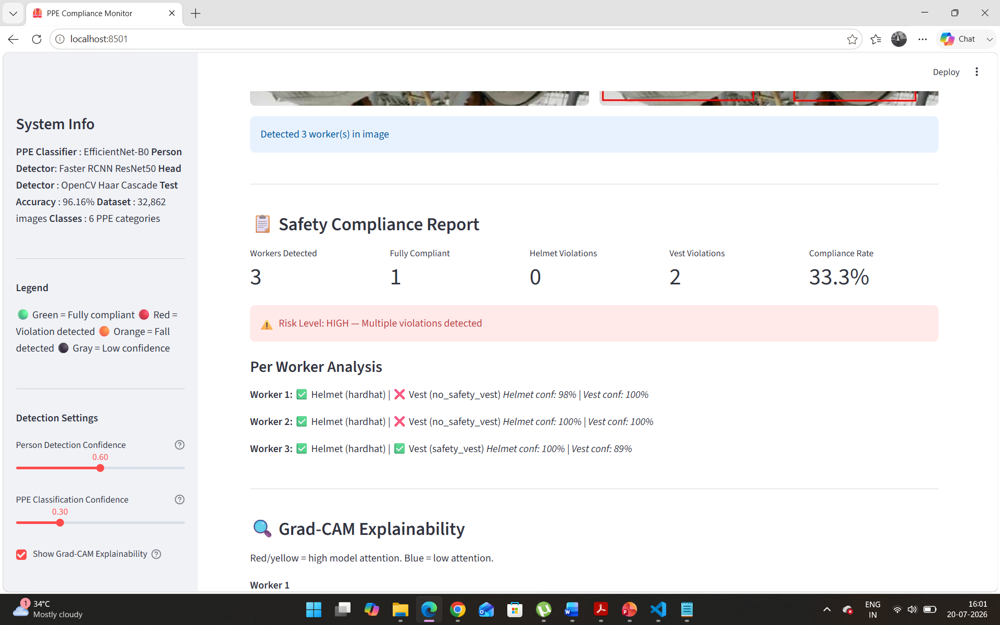 PPE Compliance Monitor
localhost:8501
Chat
Deploy
System Info
PPE Classifier : EfficientNet-B0 Person
Detector: Faster RCNN ResNet50 Head
Detector : OpenCV Haar Cascade Test
Accuracy : 96.16% Dataset : 32,862
images Classes : 6 PPE categories
Legend
Green = Fully compliant Red =
Violation detected Orange = Fall
detected Gray = Low confidence
Detection Settings
Person Detection Confidence
0.60
PPE Classification Confidence
0.30
Show Grad-CAM Explainability
Detected 3 worker(s) in image
Safety Compliance Report
Workers Detected
3
Fully Compliant
1
Helmet Violations
0
Vest Violations
2
Compliance Rate
33.3%
Risk Level: HIGH — Multiple violations detected
Per Worker Analysis
Worker 1: ✅ Helmet (hardhat) | ❌ Vest (no_safety_vest) Helmet conf: 98% | Vest conf: 100%
Worker 2: ✅ Helmet (hardhat) | ❌ Vest (no_safety_vest) Helmet conf: 100% | Vest conf: 100%
Worker 3: ✅ Helmet (hardhat) | ✅ Vest (safety_vest) Helmet conf: 100% | Vest conf: 89%
Grad-CAM Explainability
Red/yellow = high model attention. Blue = low attention.
Worker 1
1
34°C
Mostly cloudy
ENG
IN
16:01
20-07-2026